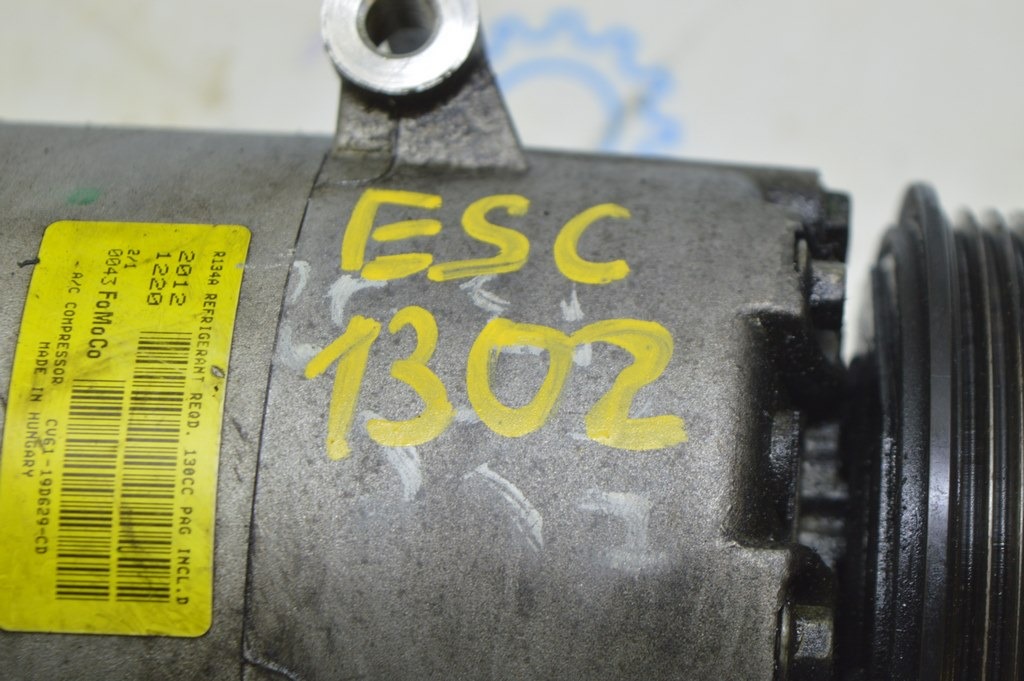 ESC
1302
R134A REFRIGERANT REQD. 130CC PAG INCL.D
2012
1220
2/1
0043 FoMoCo
A/C COMPRESSOR CV61-19D629-CD
MADE IN HUNGARY